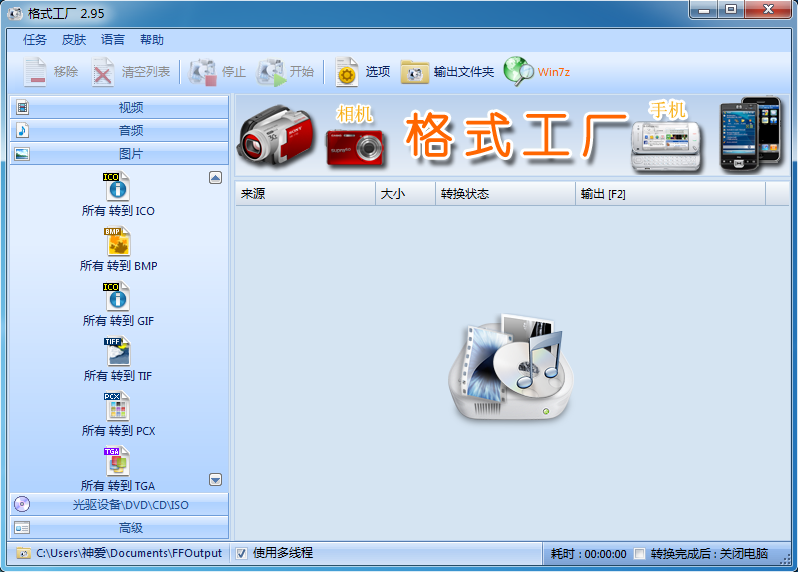 格式工厂 2.95
任务 皮肤 语言 帮助
移除 清空列表 停止 开始 选项 输出文件夹 Win7z
视频
音频
图片
ICO
所有 转到 ICO
BMP
所有 转到 BMP
ICO
所有 转到 GIF
TIFF
所有 转到 TIF
PCX
所有 转到 PCX
TGA
所有 转到 TGA
光驱设备\DVD\CD\ISO
高级
相机 格式工厂 手机
SONY
来源 大小 转换状态 输出 [F2]
C:\Users\神爱\Documents\FFOutput 使用多线程 耗时 : 00:00:00 转换完成后 : 关闭电脑